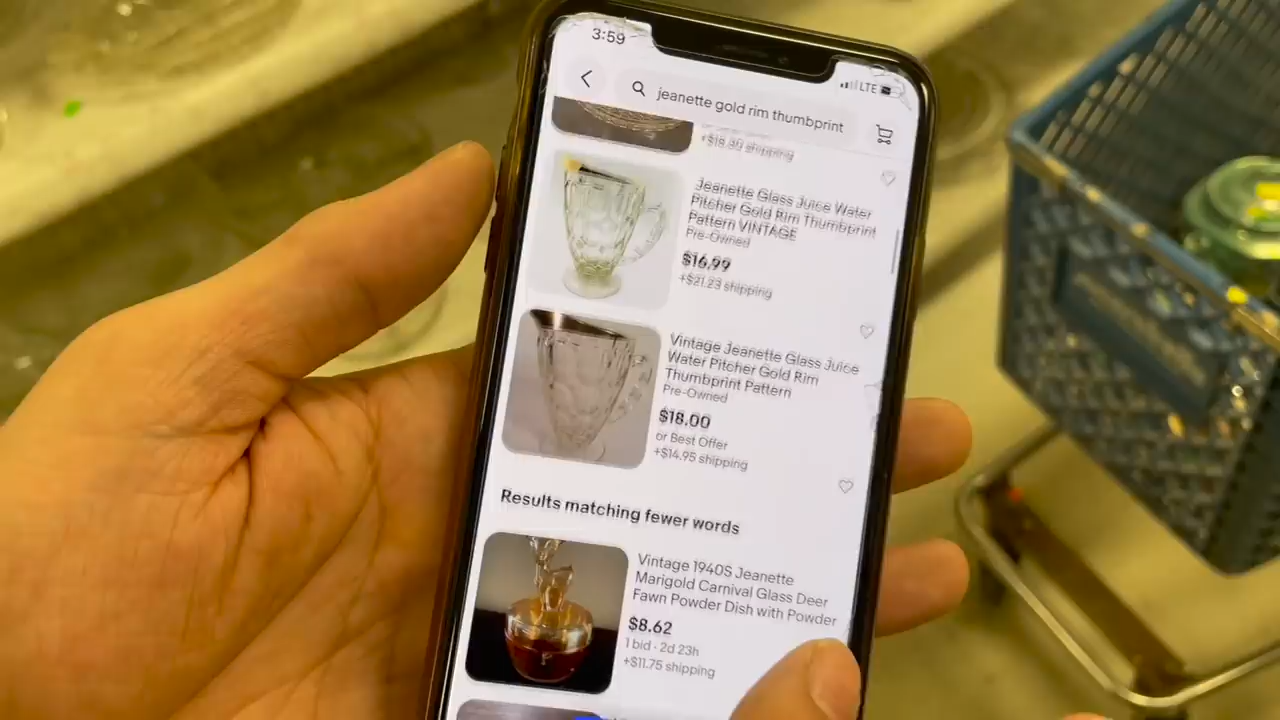 3:59
LTE
jeanette gold rim thumbprint
+$18.80 shipping
Jeanette Glass Juice Water
Pitcher Gold Rim Thumbprint
Pattern VINTAGE
Pre-Owned
$16.99
+$21.23 shipping
Vintage Jeanette Glass Juice
Water Pitcher Gold Rim
Thumbprint Pattern
Pre-Owned
$18.00
or Best Offer
+$14.95 shipping
Results matching fewer words
Vintage 1940S Jeanette
Marigold Carnival Glass Deer
Fawn Powder Dish with Powder
$8.62
1 bid · 2d 23h
+$11.75 shipping